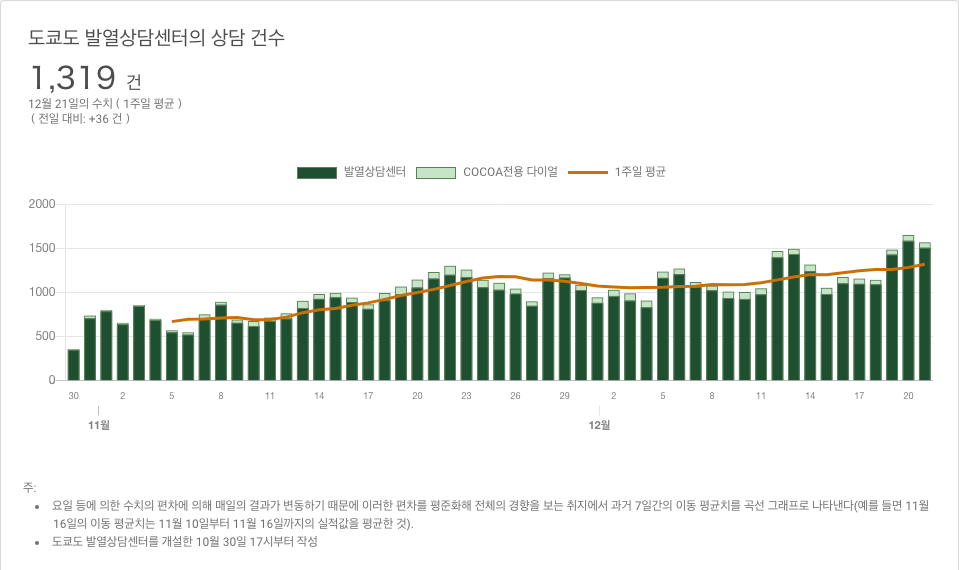 도쿄도 발열상담센터의 상담 건수
1,319 건
12월 21일의 수치 ( 1주일 평균 )
( 전일 대비: +36 건 )
발열상담센터 COCOA전용 다이얼 1주일 평균
2000
1500
1000
500
0
30 2 5 8 11 14 17 20 23 26 29 2 5 8 11 14 17 20
11월 12월
주:
• 요일 등에 의한 수치의 편차에 의해 매일의 결과가 변동하기 때문에 이러한 편차를 평준화해 전체의 경향을 보는 취지에서 과거 7일간의 이동 평균치를 곡선 그래프로 나타낸다(예를 들면 11월
16일의 이동 평균치는 11월 10일부터 11월 16일까지의 실적값을 평균한 것).
• 도쿄도 발열상담센터를 개설한 10월 30일 17시부터 작성